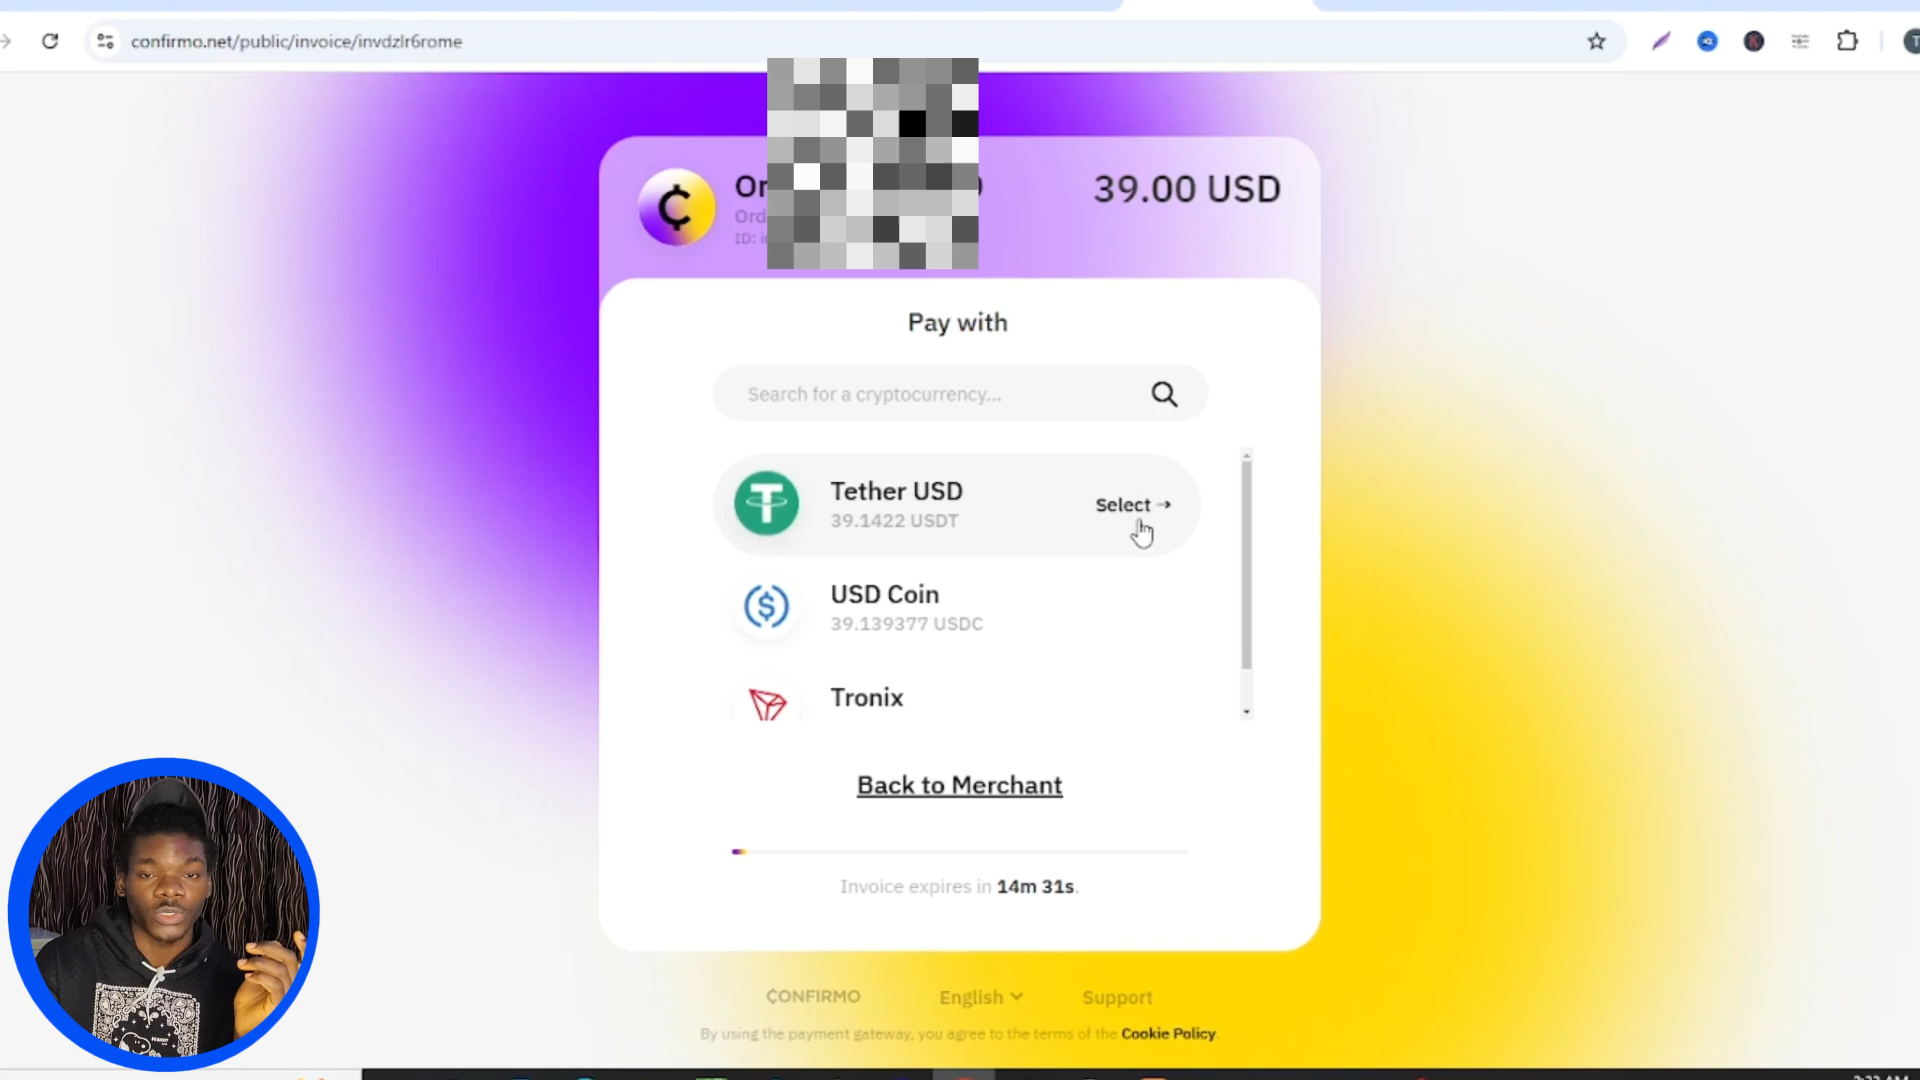 confirmo.net/public/invoice/invdzlr6rome
39.00 USD
Pay with
Search for a cryptocurrency...
Tether USD
39.1422 USDT
Select →
USD Coin
39.139377 USDC
Tronix
Back to Merchant
Invoice expires in 14m 31s.
CONFIRMO
English
Support
By using the payment gateway, you agree to the terms of the Cookie Policy.